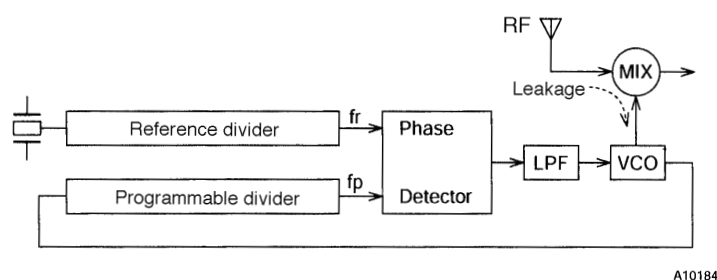 RF
MIX
Leakage
Reference divider
fr
Phase
Detector
LPF
VCO
Programmable divider
fp
A10184